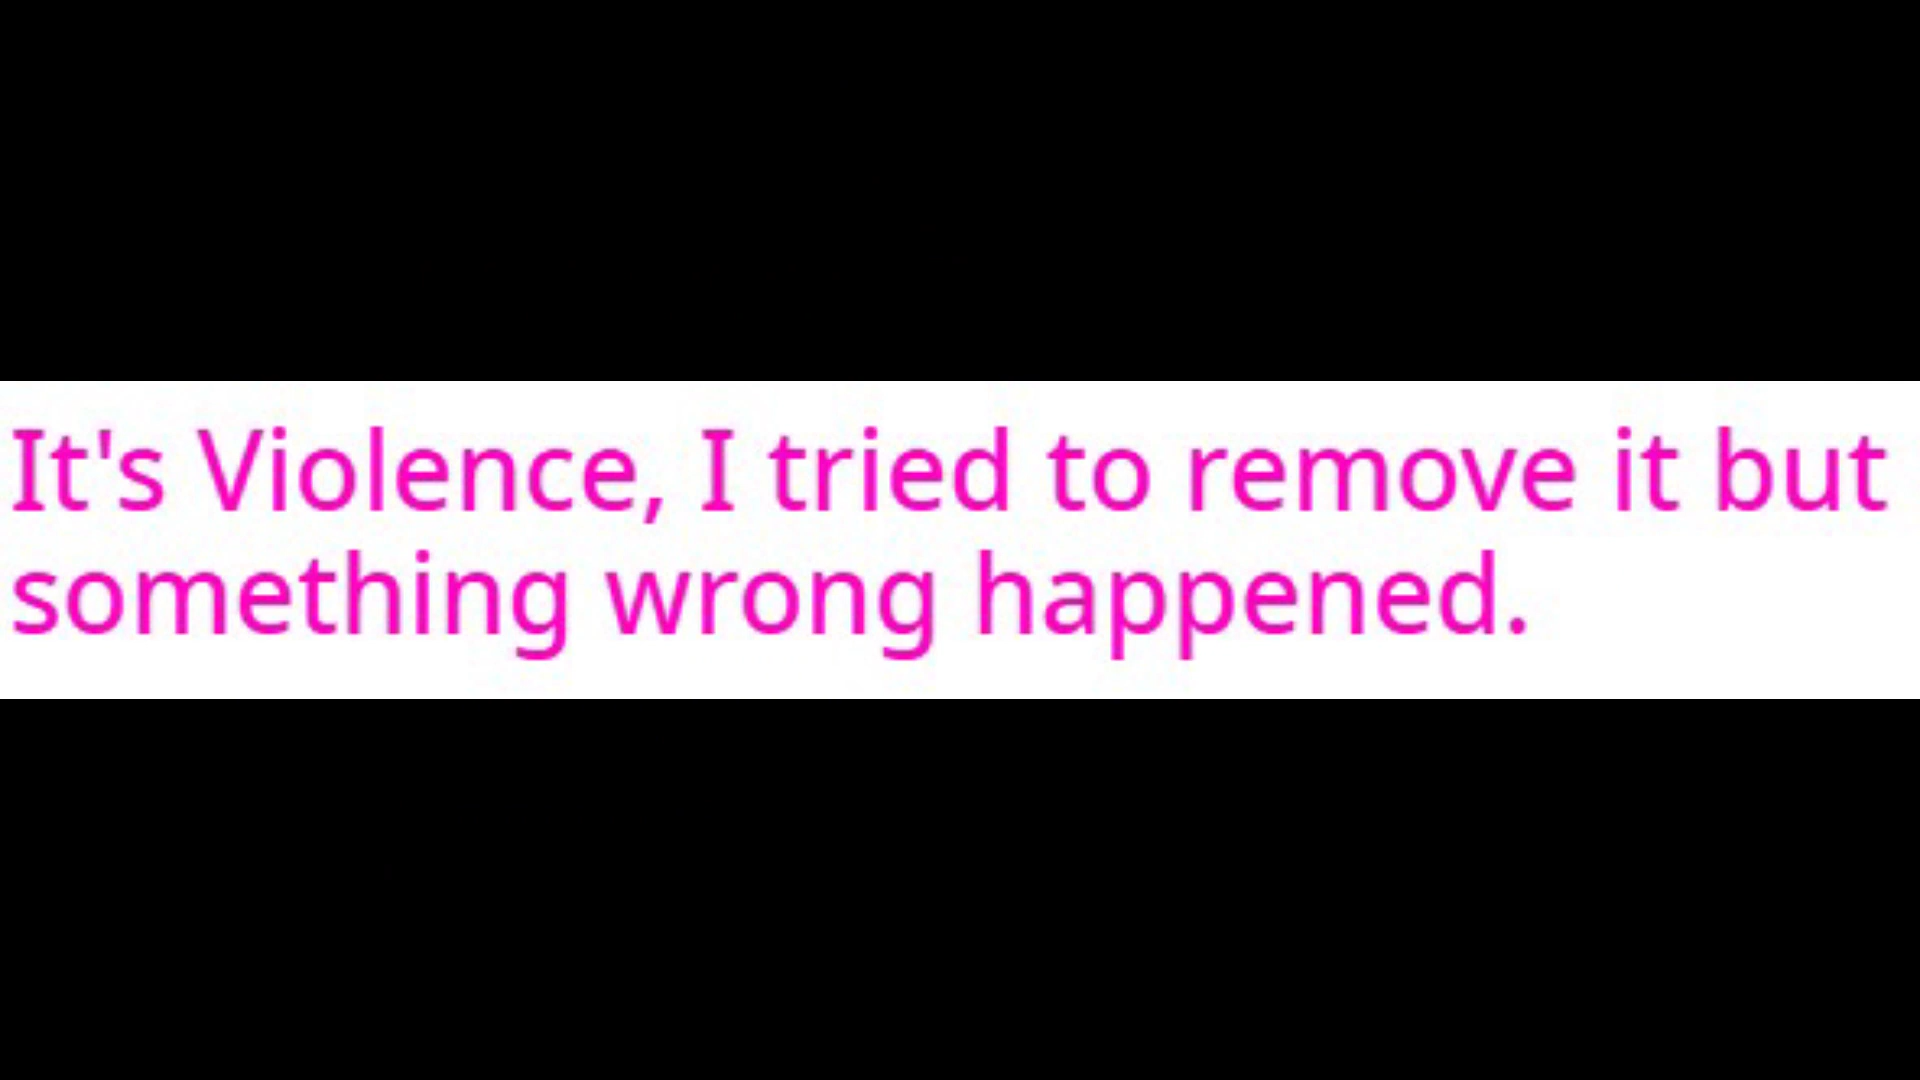 It's Violence, I tried to remove it but
something wrong happened.